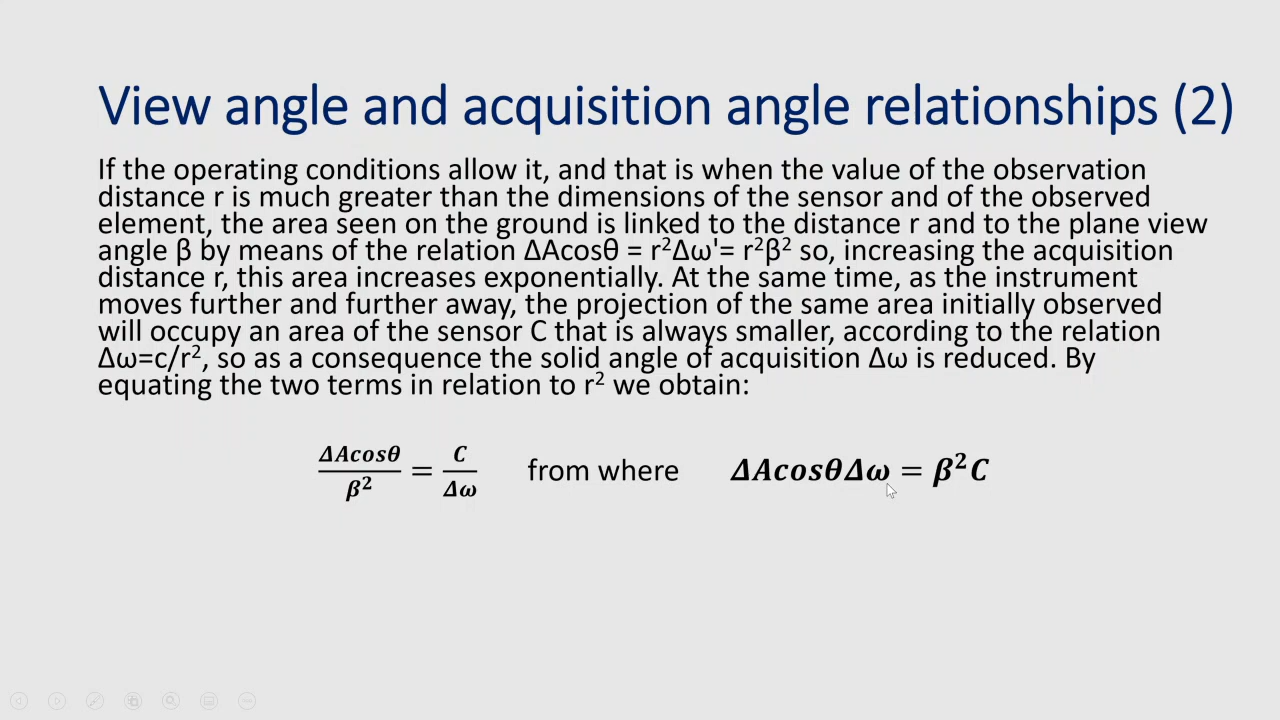 View angle and acquisition angle relationships (2)
If the operating conditions allow it, and that is when the value of the observation
distance r is much greater than the dimensions of the sensor and of the observed
element, the area seen on the ground is linked to the distance r and to the plane view
angle β by means of the relation ΔAcosθ = r²Δω'= r²β² so, increasing the acquisition
distance r, this area increases exponentially. At the same time, as the instrument
moves further and further away, the projection of the same area initially observed
will occupy an area of the sensor C that is always smaller, according to the relation
Δω=c/r², so as a consequence the solid angle of acquisition Δω is reduced. By
equating the two terms in relation to r² we obtain:
ΔAcosθ/β² = C/Δω from where ΔAcosθΔω = β²C